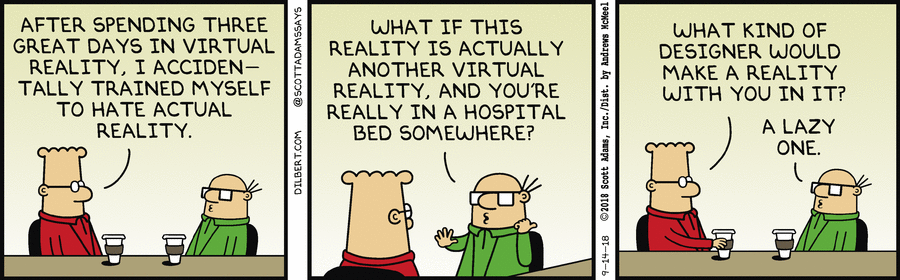 AFTER SPENDING THREE
GREAT DAYS IN VIRTUAL
REALITY, I ACCIDEN-
TALLY TRAINED MYSELF
TO HATE ACTUAL
REALITY.
DILBERT.COM @SCOTTADAMSSAYS
WHAT IF THIS
REALITY IS ACTUALLY
ANOTHER VIRTUAL
REALITY, AND YOU'RE
REALLY IN A HOSPITAL
BED SOMEWHERE?
9-14-18 ©2018 Scott Adams, Inc./Dist. by Andrews McMeel
WHAT KIND OF
DESIGNER WOULD
MAKE A REALITY
WITH YOU IN IT?
A LAZY
ONE.